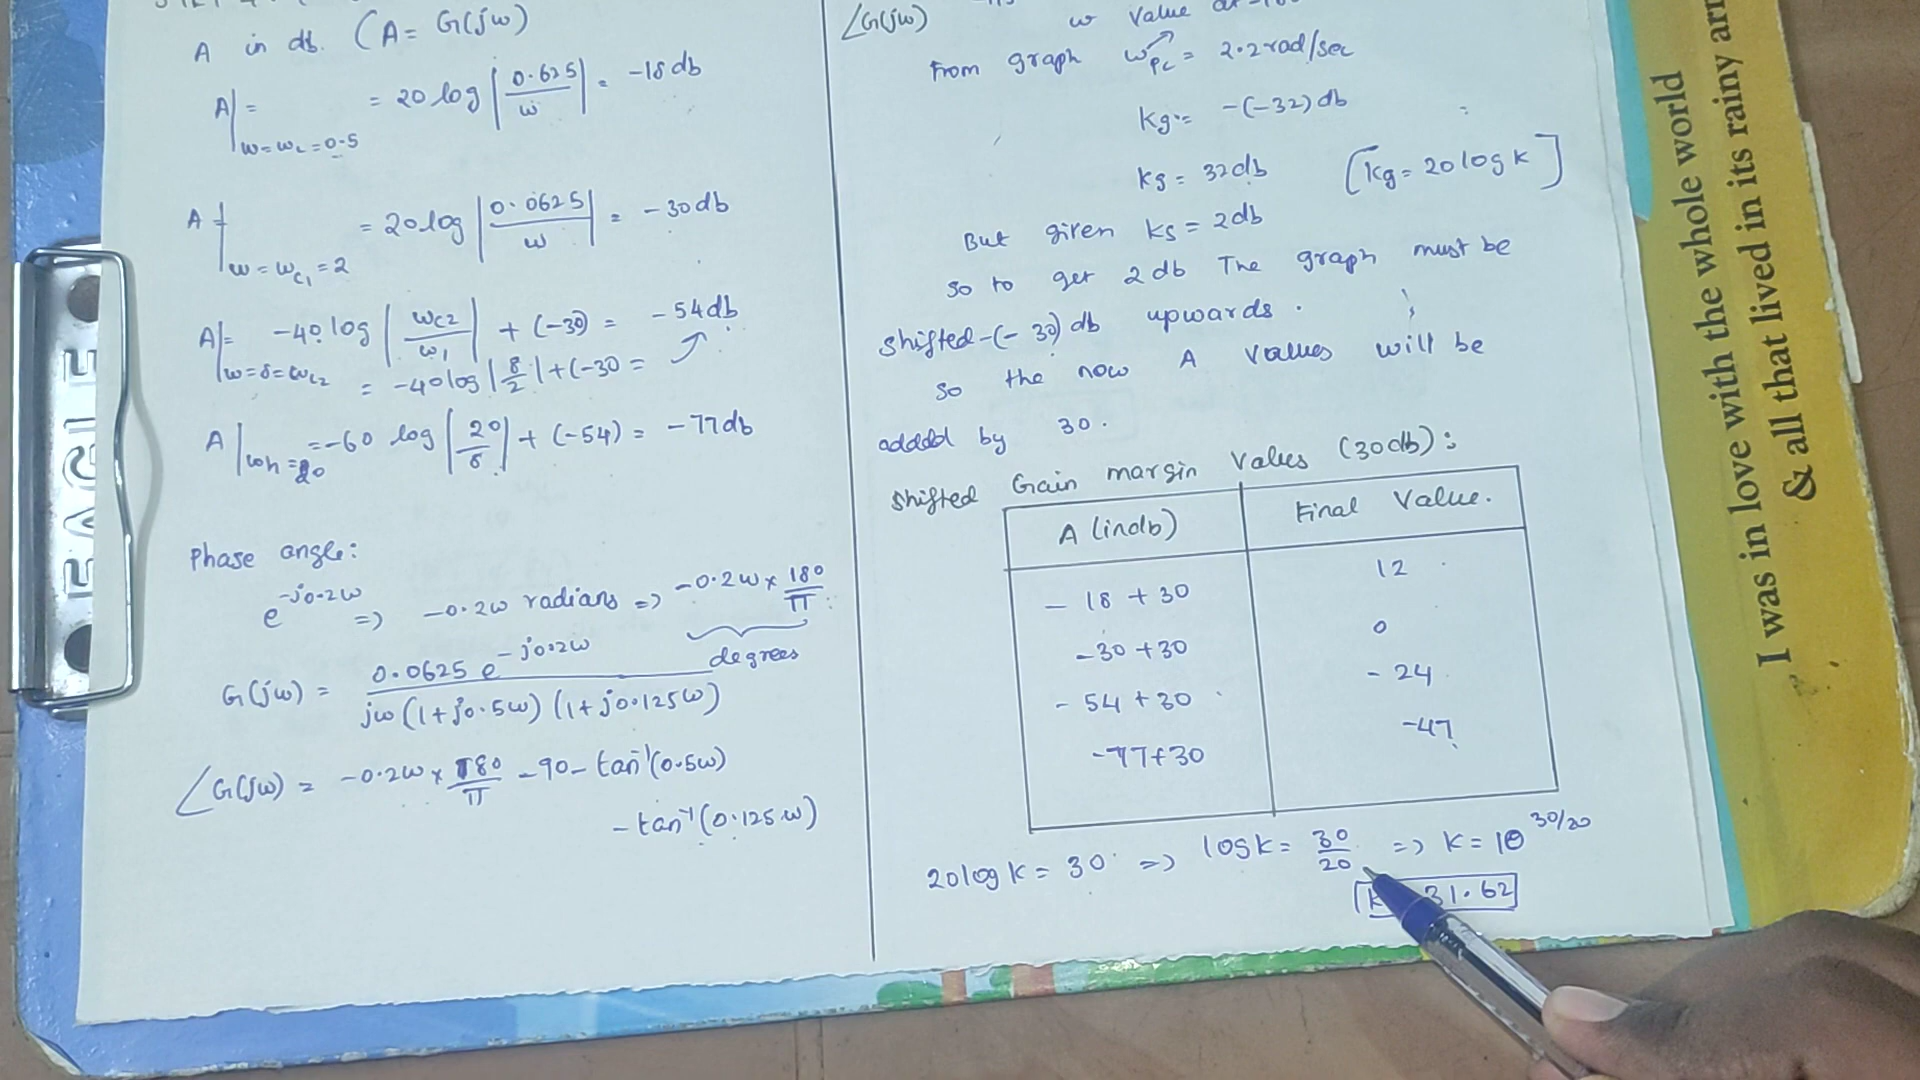 A in db. (A = G(jω)
A|ω=ωc=0.5 = = 20 log |0.625/ω| = -18 db
A|ω=ωc1=2 = 20 log |0.0625/ω| = -30 db
A|ω=8=ωc2 = -40 log |ωc2/ω1| + (-30) = -54 db
= -40 log |8/2| + (-30 =
A|ωh=20 = -60 log |20/8| + (-54) = -77 db
Phase angle:
e^-j0.2ω => -0.2ω radians => -0.2ω × 180/π
degrees
G(jω) = 0.0625 e^-j0.2ω / jω (1+j0.5ω) (1+j0.125ω)
∠G(jω) = -0.2ω × 180/π - 90 - tan⁻¹(0.5ω)
- tan⁻¹(0.125ω)
∠G(jω)
ω value at
From graph ωpc = 2.2 rad/sec
kg = -(-32) db
kg = 32 db [kg = 20 log k]
But given kg = 2 db
so to get 2 db The graph must be
shifted -(-30) db upwards.
so the now A values will be
added by 30.
Shifted Gain margin Values (30 db):
A (in db) Final Value.
-18 + 30 12
-30 + 30 0
-54 + 30 -24
-77 + 30 -47
20 log k = 30 => log k = 30/20 => k = 10^30/20
31.62
EAGLE
I was in love with the whole world
& all that lived in its rainy